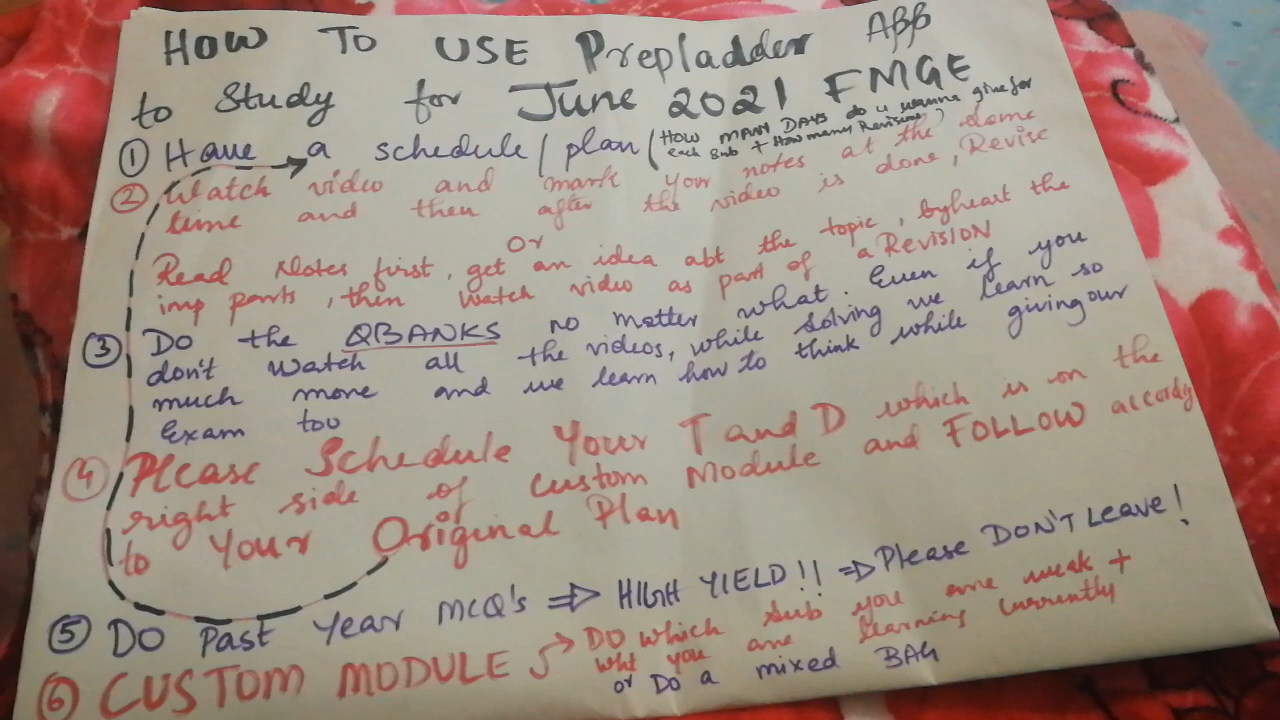 HOW TO USE Prepladder App
to Study for June 2021 FMGE
① Have a schedule / plan (HOW MANY DAYS do u wanna give for
each sub + How many Revisions)
② Watch video and mark your notes at the same
time and then after the video is done, Revise
Or
Read Notes first, get an idea abt the topic, byheart the
imp parts, then watch video as part of a REVISION
③ Do the QBANKS no matter what. Even if you
don't watch all the videos, while solving we learn so
much more and we learn how to think while giving our
Exam too
④ Please Schedule Your T and D which is on the
right side of Custom Module and FOLLOW accordg
to Your Original Plan
⑤ DO Past Year MCQ's ⇒ HIGH YIELD!! ⇒ Please DON'T Leave!
⑥ CUSTOM MODULE → DO which sub you are weak +
wht you are learning currently
or Do a mixed BAG